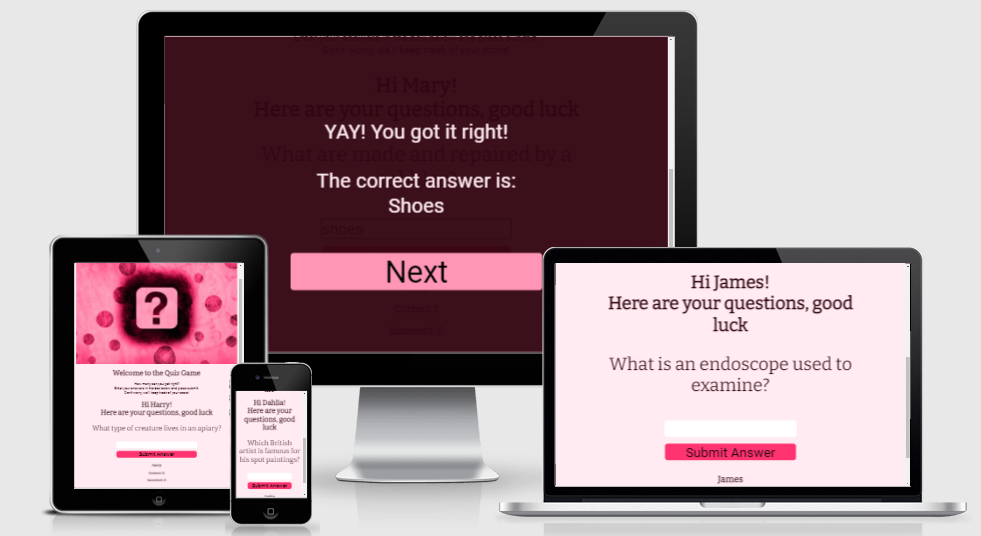 Don't worry, we'll keep track of your score!
Hi Mary!
Here are your questions, good luck
YAY! You got it right!
What are made and repaired by a
The correct answer is:
Shoes
shoes
Next
Correct: 1
Incorrect: 0
?
Welcome to the Quiz Game
How many can you get right?
Enter your answers in the box below and press submit.
Don't worry, we'll keep track of your score!
Hi Harry!
Here are your questions, good luck
What type of creature lives in an apiary?
Submit Answer
Harry
Correct: 0
Incorrect: 0
Hi Dahlia!
Here are your
questions, good
luck
Which British
artist is famous for
his spot paintings?
Submit Answer
Hi James!
Here are your questions, good
luck
What is an endoscope used to
examine?
Submit Answer
James